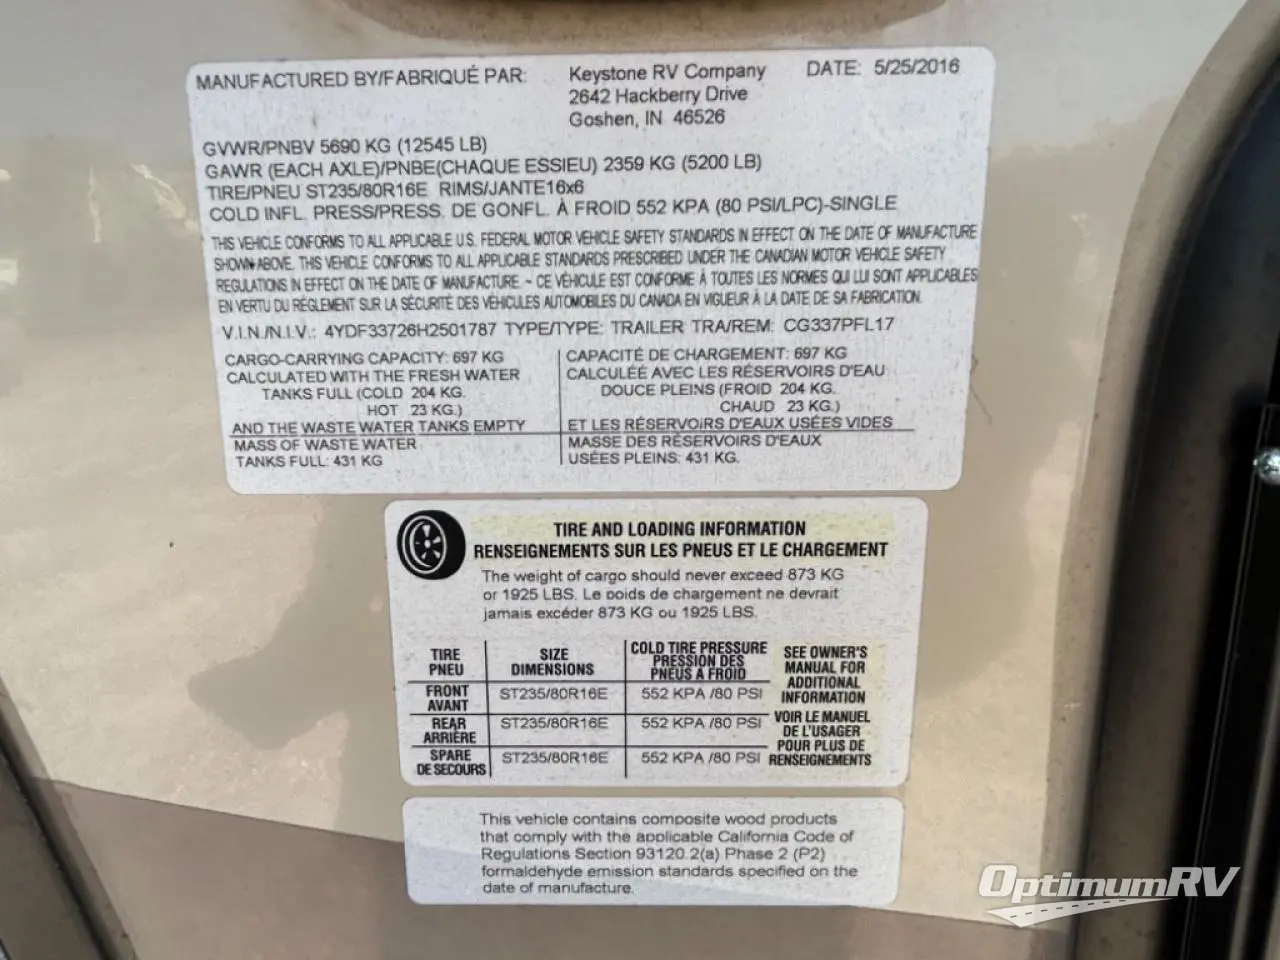 MANUFACTURED BY/FABRIQUÉ PAR: Keystone RV Company DATE: 5/25/2016
2642 Hackberry Drive
Goshen, IN 46526
GVWR/PNBV 5690 KG (12545 LB)
GAWR (EACH AXLE)/PNBE(CHAQUE ESSIEU) 2359 KG (5200 LB)
TIRE/PNEU ST235/80R16E RIMS/JANTE16x6
COLD INFL. PRESS/PRESS. DE GONFL. À FROID 552 KPA (80 PSI/LPC)-SINGLE
THIS VEHICLE CONFORMS TO ALL APPLICABLE U.S. FEDERAL MOTOR VEHICLE SAFETY STANDARDS IN EFFECT ON THE DATE OF MANUFACTURE
SHOWN ABOVE. THIS VEHICLE CONFORMS TO ALL APPLICABLE STANDARDS PRESCRIBED UNDER THE CANADIAN MOTOR VEHICLE SAFETY
REGULATIONS IN EFFECT ON THE DATE OF MANUFACTURE. ~ CE VÉHICULE EST CONFORME À TOUTES LES NORMES QUI LUI SONT APPLICABLES
EN VERTU DU RÉGLEMENT SUR LA SÉCURITÉ DES VÉHICULES AUTOMOBILES DU CANADA EN VIGUEUR À LA DATE DE SA FABRICATION.
V.I.N./N.I.V.: 4YDF33726H2501787 TYPE/TYPE: TRAILER TRA/REM: CG337PFL17
CARGO-CARRYING CAPACITY: 697 KG
CALCULATED WITH THE FRESH WATER
TANKS FULL (COLD 204 KG.
HOT 23 KG.)
AND THE WASTE WATER TANKS EMPTY
MASS OF WASTE WATER
TANKS FULL: 431 KG
CAPACITÉ DE CHARGEMENT: 697 KG
CALCULÉE AVEC LES RÉSERVOIRS D'EAU
DOUCE PLEINS (FROID 204 KG.
CHAUD 23 KG.)
ET LES RÉSERVOIRS D'EAUX USÉES VIDES
MASSE DES RÉSERVOIRS D'EAUX
USÉES PLEINS: 431 KG.
TIRE AND LOADING INFORMATION
RENSEIGNEMENTS SUR LES PNEUS ET LE CHARGEMENT
The weight of cargo should never exceed 873 KG
or 1925 LBS. Le poids de chargement ne devrait
jamais excéder 873 KG ou 1925 LBS.
TIRE
PNEU
SIZE
DIMENSIONS
COLD TIRE PRESSURE
PRESSION DES
PNEUS A FROID
FRONT
AVANT
ST235/80R16E
552 KPA /80 PSI
REAR
ARRIÈRE
ST235/80R16E
552 KPA /80 PSI
SPARE
DE SECOURS
ST235/80R16E
552 KPA /80 PSI
SEE OWNER'S
MANUAL FOR
ADDITIONAL
INFORMATION
VOIR LE MANUEL
DE L'USAGER
POUR PLUS DE
RENSEIGNEMENTS
This vehicle contains composite wood products
that comply with the applicable California Code of
Regulations Section 93120.2(a) Phase 2 (P2)
formaldehyde emission standards specified on the
date of manufacture.
OptimumRV